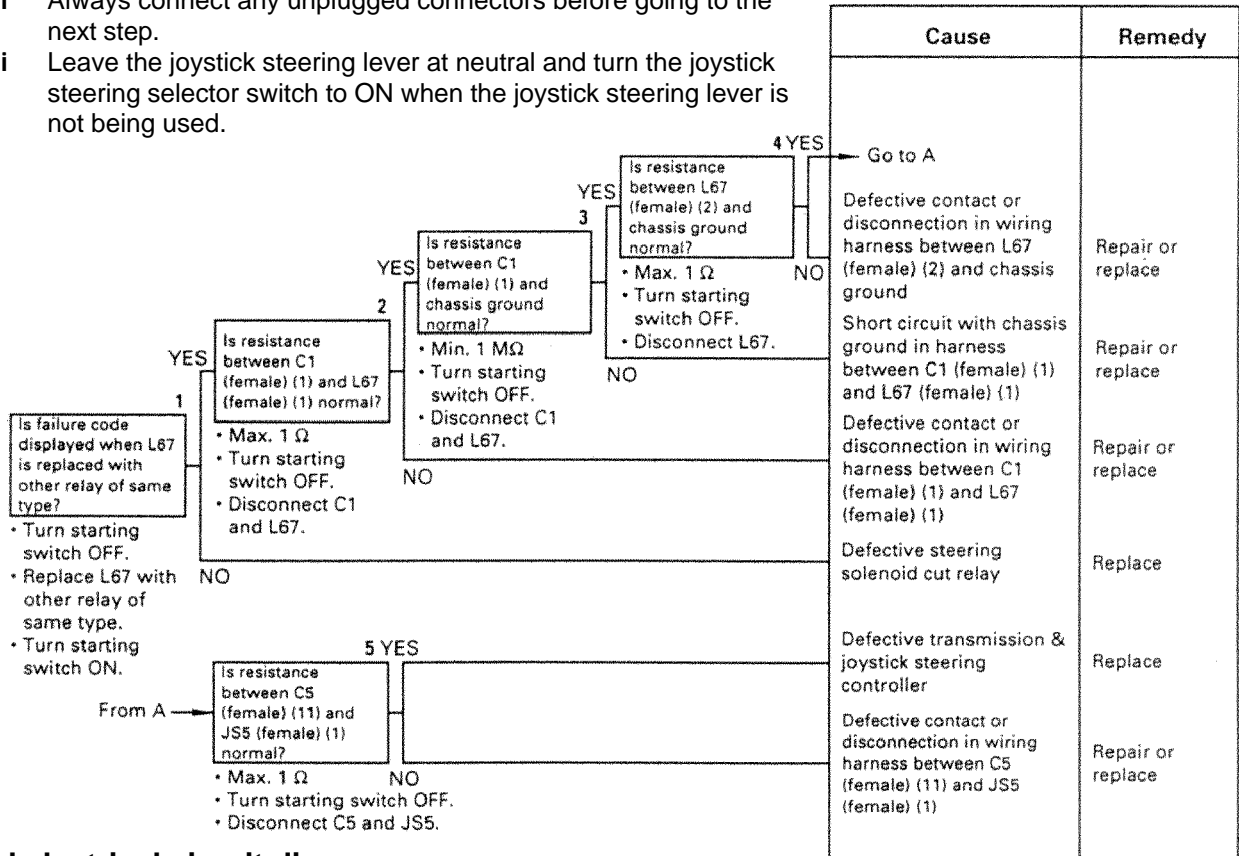 Always connect any unplugged connectors before going to the
next step.
i Leave the joystick steering lever at neutral and turn the joystick
steering selector switch to ON when the joystick steering lever is
not being used.
Cause
Remedy
4 YES
Go to A
Is resistance
between L67
(female) (2) and
chassis ground
normal?
• Max. 1 Ω
• Turn starting
switch OFF.
• Disconnect L67.
NO
Defective contact or
disconnection in wiring
harness between L67
(female) (2) and chassis
ground
Repair or
replace
YES
3
Is resistance
between C1
(female) (1) and
chassis ground
normal?
• Min. 1 MΩ
• Turn starting
switch OFF.
• Disconnect C1
and L67.
NO
Short circuit with chassis
ground in harness
between C1 (female) (1)
and L67 (female) (1)
Repair or
replace
YES
2
Is resistance
between C1
(female) (1) and L67
(female) (1) normal?
• Max. 1 Ω
• Turn starting
switch OFF.
• Disconnect C1
and L67.
NO
Defective contact or
disconnection in wiring
harness between C1
(female) (1) and L67
(female) (1)
Repair or
replace
YES
1
Is failure code
displayed when L67
is replaced with
other relay of same
type?
• Turn starting
switch OFF.
• Replace L67 with
other relay of
same type.
• Turn starting
switch ON.
NO
Defective steering
solenoid cut relay
Replace
5 YES
From A
Is resistance
between C5
(female) (11) and
JS5 (female) (1)
normal?
• Max. 1 Ω
• Turn starting switch OFF.
• Disconnect C5 and JS5.
NO
Defective transmission &
joystick steering
controller
Replace
Defective contact or
disconnection in wiring
harness between C5
(female) (11) and JS5
(female) (1)
Repair or
replace